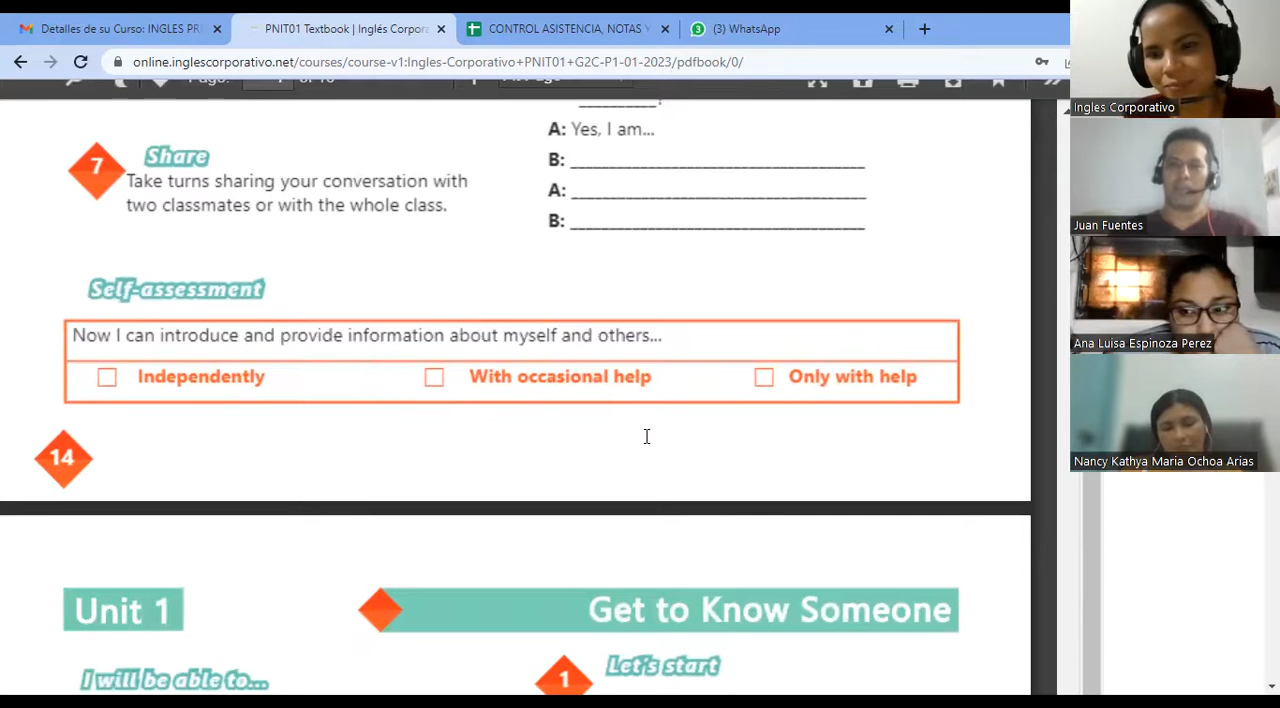 Detalles de su Curso: INGLES PRI
PNIT01 Textbook | Inglés Corpora
CONTROL ASISTENCIA, NOTAS Y
(3) WhatsApp
online.inglescorporativo.net/courses/course-v1:Ingles-Corporativo+PNIT01+G2C-P1-01-2023/pdfbook/0/
A: Yes, I am...
B:
A:
B:
7
Share
Take turns sharing your conversation with
two classmates or with the whole class.
Self-assessment
Now I can introduce and provide information about myself and others...
Independently
With occasional help
Only with help
14
Unit 1
Get to Know Someone
I will be able to...
1
Let's start
Ingles Corporativo
Juan Fuentes
Ana Luisa Espinoza Perez
Nancy Kathya Maria Ochoa Arias